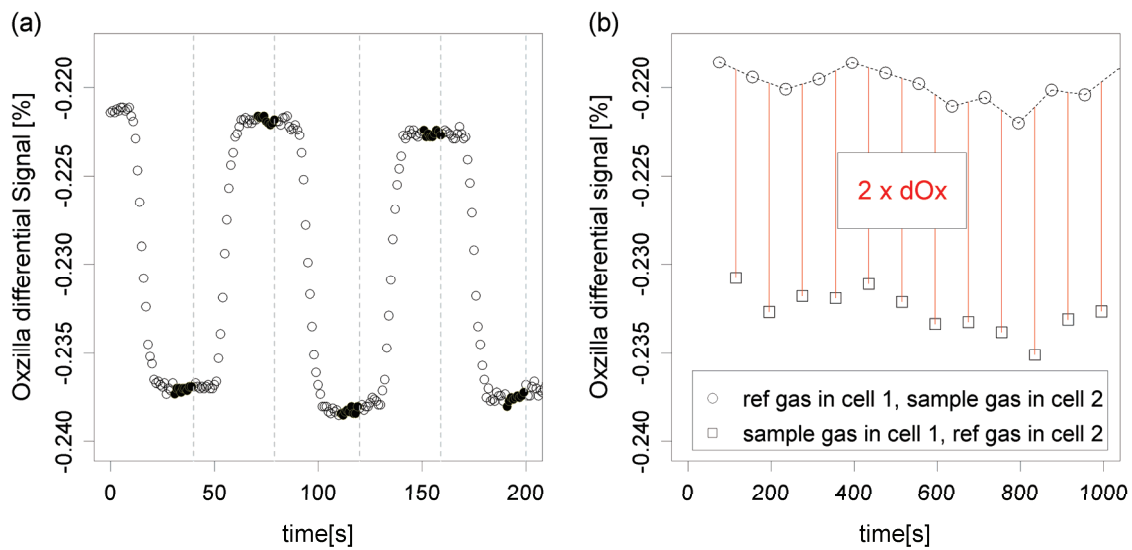 (a)
Oxzilla differential Signal [%]
-0.220
-0.225
-0.230
-0.235
-0.240
0 50 100 150 200
time[s]
(b)
Oxzilla differential signal [%]
-0.220
-0.225
-0.230
-0.235
-0.240
2 x dOx
ref gas in cell 1, sample gas in cell 2
sample gas in cell 1, ref gas in cell 2
0 200 400 600 800 1000
time[s]